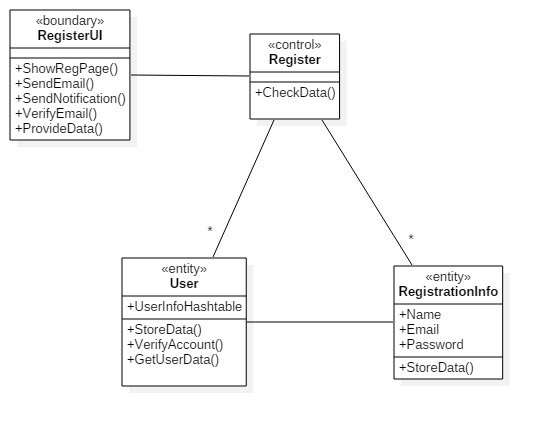 «boundary»
RegisterUI
+ShowRegPage()
+SendEmail()
+SendNotification()
+VerifyEmail()
+ProvideData()
«control»
Register
+CheckData()
*
*
«entity»
User
+UserInfoHashtable
+StoreData()
+VerifyAccount()
+GetUserData()
«entity»
RegistrationInfo
+Name
+Email
+Password
+StoreData()